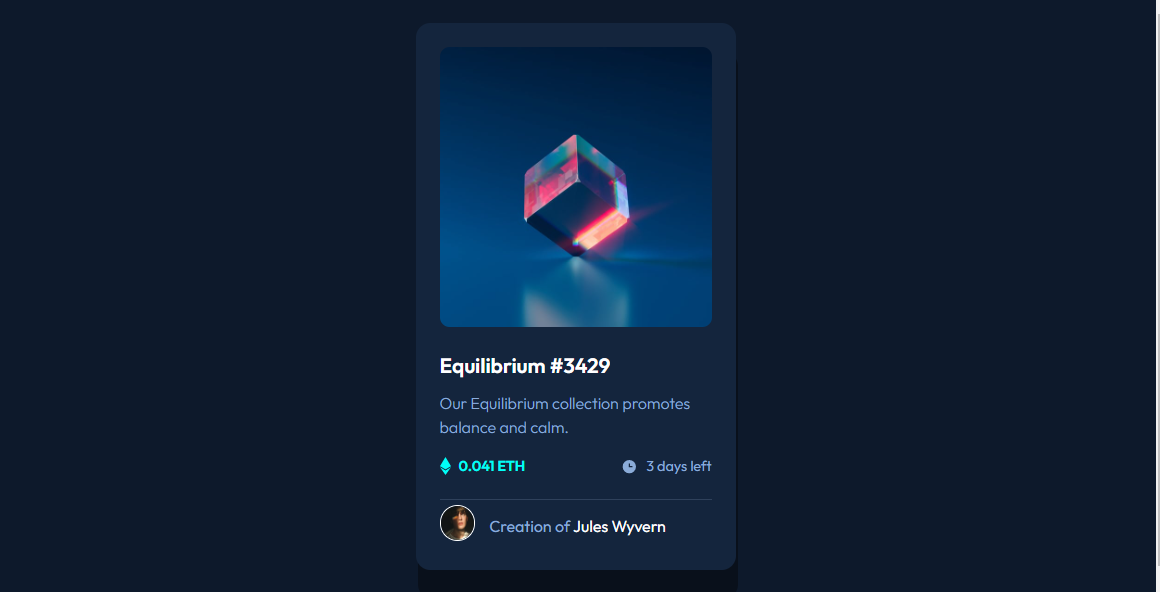 Equilibrium #3429
Our Equilibrium collection promotes
balance and calm.
0.041 ETH
3 days left
Creation of Jules Wyvern